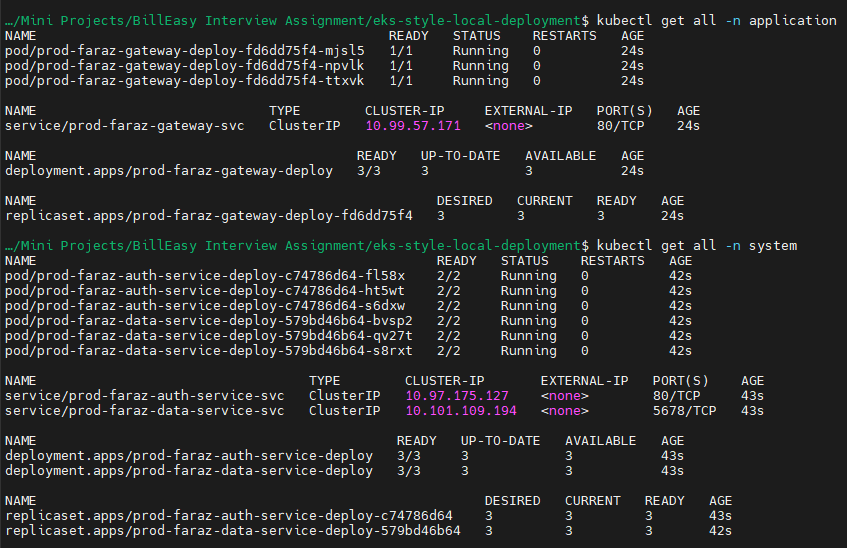 …/Mini Projects/BillEasy Interview Assignment/eks-style-local-deployment$ kubectl get all -n application
NAME READY STATUS RESTARTS AGE
pod/prod-faraz-gateway-deploy-fd6dd75f4-mjsl5 1/1 Running 0 24s
pod/prod-faraz-gateway-deploy-fd6dd75f4-npvlk 1/1 Running 0 24s
pod/prod-faraz-gateway-deploy-fd6dd75f4-ttxvk 1/1 Running 0 24s
NAME TYPE CLUSTER-IP EXTERNAL-IP PORT(S) AGE
service/prod-faraz-gateway-svc ClusterIP 10.99.57.171 <none> 80/TCP 24s
NAME READY UP-TO-DATE AVAILABLE AGE
deployment.apps/prod-faraz-gateway-deploy 3/3 3 3 24s
NAME DESIRED CURRENT READY AGE
replicaset.apps/prod-faraz-gateway-deploy-fd6dd75f4 3 3 3 24s
…/Mini Projects/BillEasy Interview Assignment/eks-style-local-deployment$ kubectl get all -n system
NAME READY STATUS RESTARTS AGE
pod/prod-faraz-auth-service-deploy-c74786d64-fl58x 2/2 Running 0 42s
pod/prod-faraz-auth-service-deploy-c74786d64-ht5wt 2/2 Running 0 42s
pod/prod-faraz-auth-service-deploy-c74786d64-s6dxw 2/2 Running 0 42s
pod/prod-faraz-data-service-deploy-579bd46b64-bvsp2 2/2 Running 0 42s
pod/prod-faraz-data-service-deploy-579bd46b64-qv27t 2/2 Running 0 42s
pod/prod-faraz-data-service-deploy-579bd46b64-s8rxt 2/2 Running 0 42s
NAME TYPE CLUSTER-IP EXTERNAL-IP PORT(S) AGE
service/prod-faraz-auth-service-svc ClusterIP 10.97.175.127 <none> 80/TCP 43s
service/prod-faraz-data-service-svc ClusterIP 10.101.109.194 <none> 5678/TCP 43s
NAME READY UP-TO-DATE AVAILABLE AGE
deployment.apps/prod-faraz-auth-service-deploy 3/3 3 3 43s
deployment.apps/prod-faraz-data-service-deploy 3/3 3 3 43s
NAME DESIRED CURRENT READY AGE
replicaset.apps/prod-faraz-auth-service-deploy-c74786d64 3 3 3 43s
replicaset.apps/prod-faraz-data-service-deploy-579bd46b64 3 3 3 42s